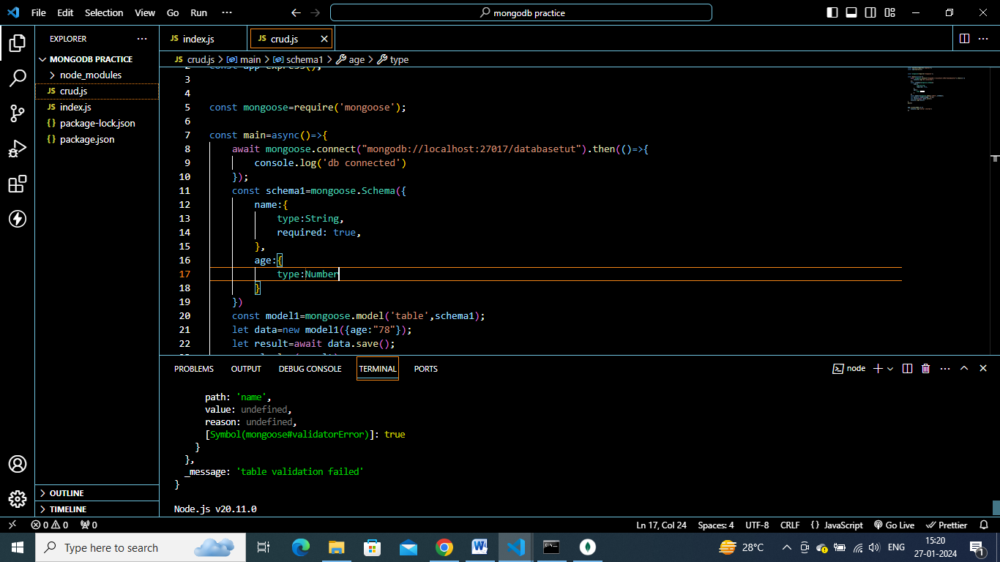 File Edit Selection View Go Run ··· mongodb practice
EXPLORER ···
MONGODB PRACTICE
node_modules
JS crud.js
JS index.js
{} package-lock.json
{} package.json
OUTLINE
TIMELINE
JS index.js JS crud.js
JS crud.js > main > schema1 > age > type
3
4
5 const mongoose=require('mongoose');
6
7 const main=async()=>{
8 await mongoose.connect("mongodb://localhost:27017/databasetut").then(()=>{
9 console.log('db connected')
10 });
11 const schema1=mongoose.Schema({
12 name:{
13 type:String,
14 required: true,
15 },
16 age:{
17 type:Number
18 }
19 })
20 const model1=mongoose.model('table',schema1);
21 let data=new model1({age:"78"});
22 let result=await data.save();
PROBLEMS OUTPUT DEBUG CONSOLE TERMINAL PORTS node
path: 'name',
value: undefined,
reason: undefined,
[Symbol(mongoose#validatorError)]: true
}
},
_message: 'table validation failed'
}
Node.js v20.11.0
0 0 0 Ln 17, Col 24 Spaces: 4 UTF-8 CRLF {} JavaScript Go Live Prettier
Type here to search 28°C ENG 15:20
27-01-2024 1